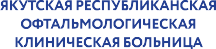 ЯКУТСКАЯ РЕСПУБЛИКАНСКАЯ
ОФТАЛЬМОЛОГИЧЕСКАЯ
КЛИНИЧЕСКАЯ БОЛЬНИЦА